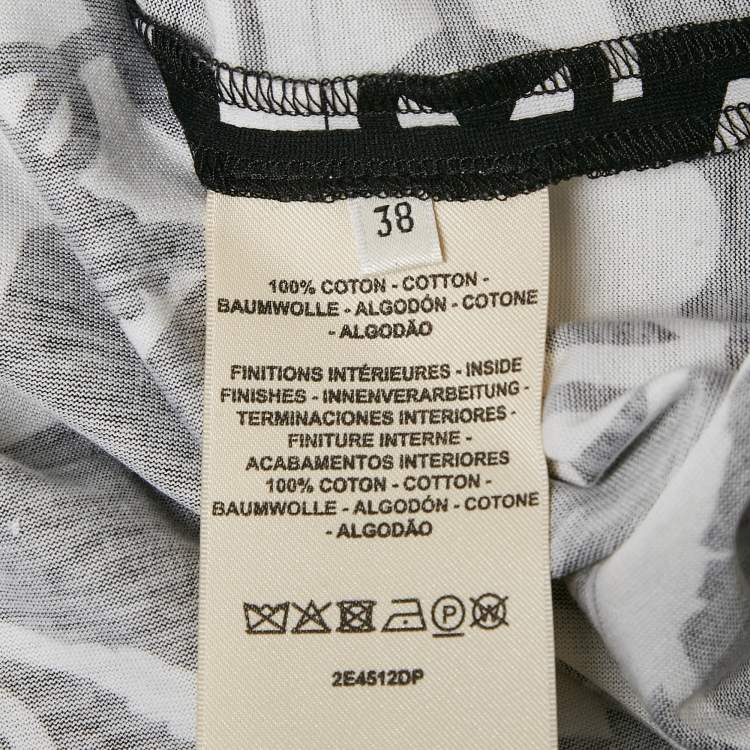 38
100% COTON - COTTON -
BAUMWOLLE - ALGODÓN - COTONE
- ALGODÃO
FINITIONS INTÉRIEURES - INSIDE
FINISHES - INNENVERARBEITUNG -
TERMINACIONES INTERIORES -
FINITURE INTERNE -
ACABAMENTOS INTERIORES
100% COTON - COTTON -
BAUMWOLLE - ALGODÓN - COTONE
- ALGODÃO
P W
2E4512DP